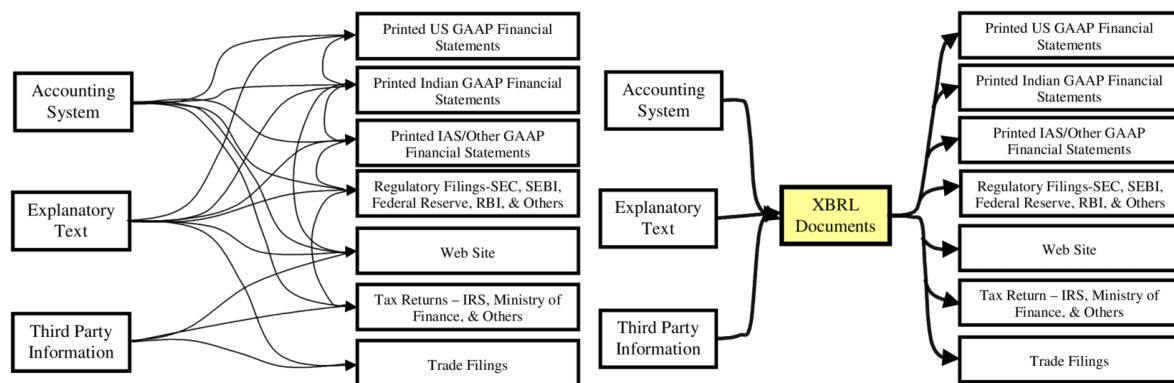 Accounting
System
Explanatory
Text
Third Party
Information
Printed US GAAP Financial
Statements
Printed Indian GAAP Financial
Statements
Printed IAS/Other GAAP
Financial Statements
Regulatory Filings-SEC, SEBI,
Federal Reserve, RBI, & Others
Web Site
Tax Returns – IRS, Ministry of
Finance, & Others
Trade Filings
Accounting
System
Explanatory
Text
Third Party
Information
XBRL
Documents
Printed US GAAP Financial
Statements
Printed Indian GAAP Financial
Statements
Printed IAS/Other GAAP
Financial Statements
Regulatory Filings-SEC, SEBI,
Federal Reserve, RBI, & Others
Web Site
Tax Return – IRS, Ministry of
Finance, & Others
Trade Filings